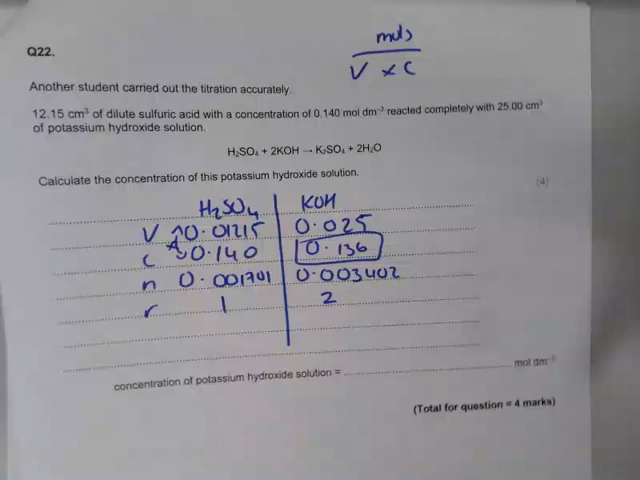 mols
V × C
Q22.
Another student carried out the titration accurately.
12.15 cm³ of dilute sulfuric acid with a concentration of 0.140 mol dm⁻³ reacted completely with 25.00 cm³
of potassium hydroxide solution.
H₂SO₄ + 2KOH → K₂SO₄ + 2H₂O
Calculate the concentration of this potassium hydroxide solution.
(4)
H₂SO₄ KOH
V 0.01215 0.025
C 0.140 0.136
n 0.001701 0.003402
r 1 2
concentration of potassium hydroxide solution = mol dm⁻³
(Total for question = 4 marks)